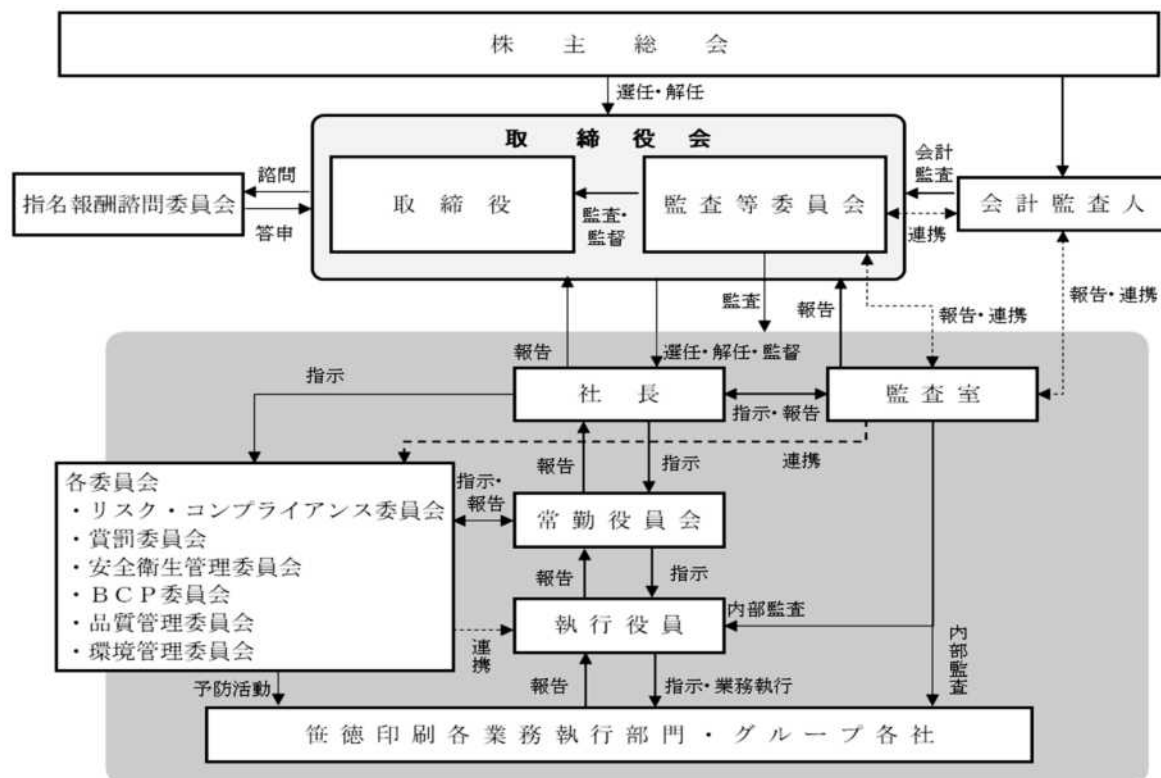 株主総会
選任・解任
取締役会
会計
監査
諮問
指名報酬諮問委員会
答申
取締役
監査・
監督
監査等委員会
連携
会計監査人
監査
報告
報告・連携
報告・連携
報告
選任・解任・監督
指示
社長
指示・報告
監査室
連携
報告
指示
指示・
報告
各委員会
・リスク・コンプライアンス委員会
・賞罰委員会
・安全衛生管理委員会
・BCP委員会
・品質管理委員会
・環境管理委員会
常勤役員会
報告
指示
内部監査
執行役員
連携
内部監査
予防活動
報告
指示・業務執行
笹徳印刷各業務執行部門・グループ各社